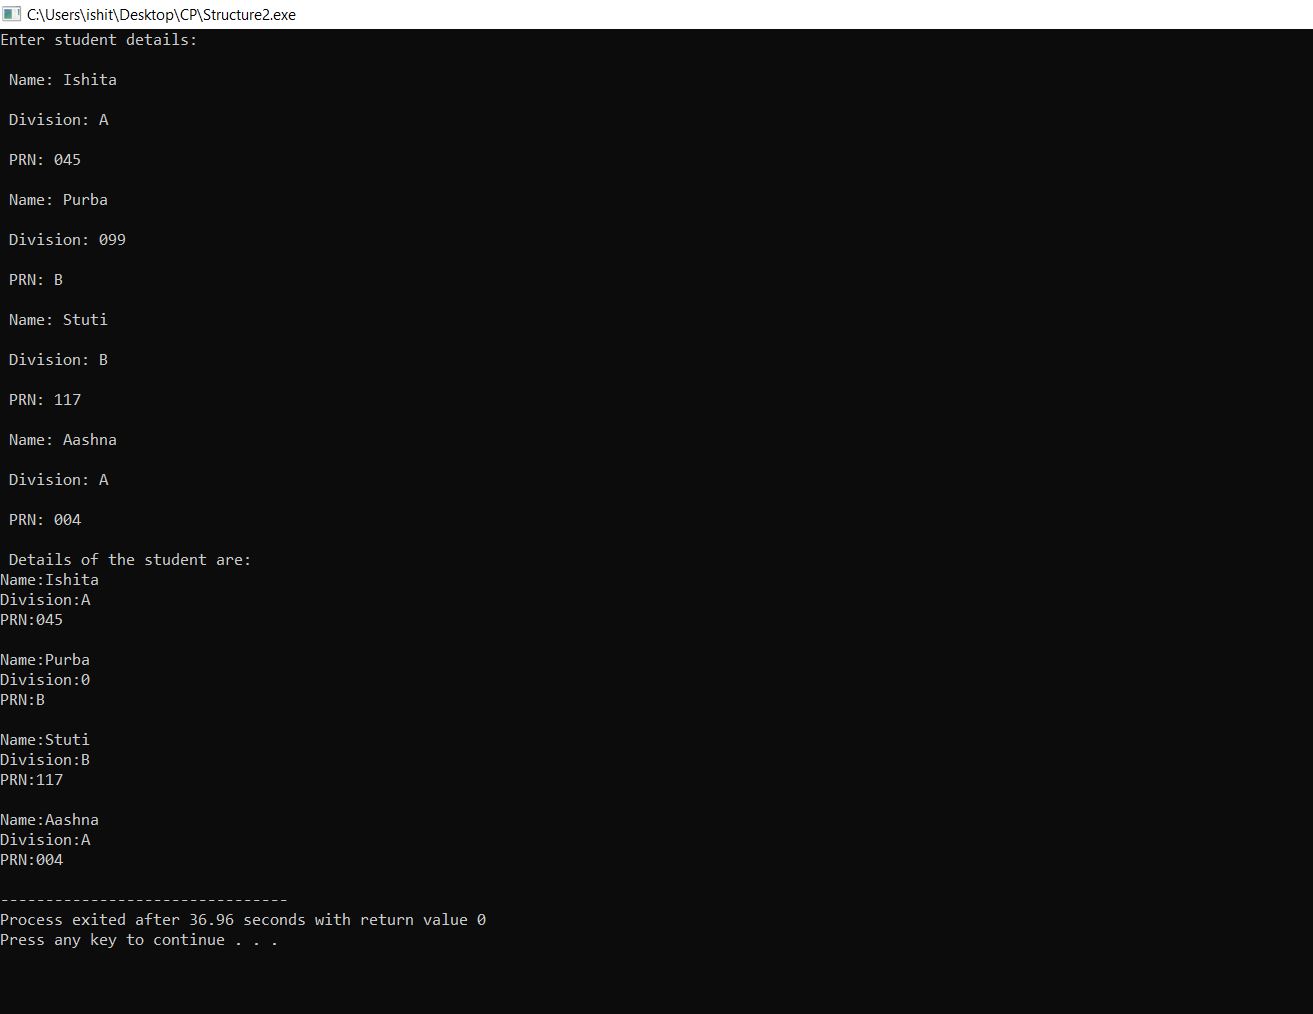 C:\Users\ishit\Desktop\CP\Structure2.exe
Enter student details:
Name: Ishita
Division: A
PRN: 045
Name: Purba
Division: 099
PRN: B
Name: Stuti
Division: B
PRN: 117
Name: Aashna
Division: A
PRN: 004
Details of the student are:
Name:Ishita
Division:A
PRN:045
Name:Purba
Division:0
PRN:B
Name:Stuti
Division:B
PRN:117
Name:Aashna
Division:A
PRN:004
--------------------------------
Process exited after 36.96 seconds with return value 0
Press any key to continue . . .